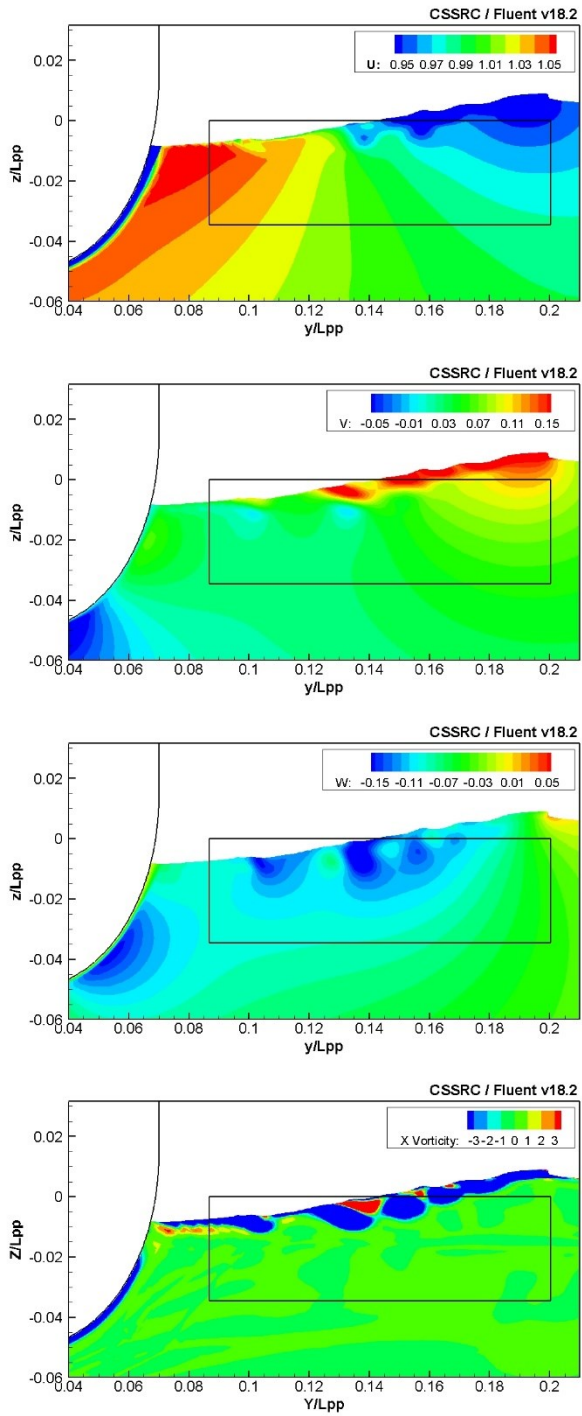 CSSRC / Fluent v18.2
U: 0.95 0.97 0.99 1.01 1.03 1.05
0.02
0
-0.02
-0.04
-0.06
z/Lpp
0.04 0.06 0.08 0.1 0.12 0.14 0.16 0.18 0.2
y/Lpp
CSSRC / Fluent v18.2
V: -0.05 -0.01 0.03 0.07 0.11 0.15
0.02
0
-0.02
-0.04
-0.06
z/Lpp
0.04 0.06 0.08 0.1 0.12 0.14 0.16 0.18 0.2
y/Lpp
CSSRC / Fluent v18.2
W: -0.15 -0.11 -0.07 -0.03 0.01 0.05
0.02
0
-0.02
-0.04
-0.06
z/Lpp
0.04 0.06 0.08 0.1 0.12 0.14 0.16 0.18 0.2
y/Lpp
CSSRC / Fluent v18.2
X Vorticity: -3 -2 -1 0 1 2 3
0.02
0
-0.02
-0.04
-0.06
Z/Lpp
0.04 0.06 0.08 0.1 0.12 0.14 0.16 0.18 0.2
Y/Lpp